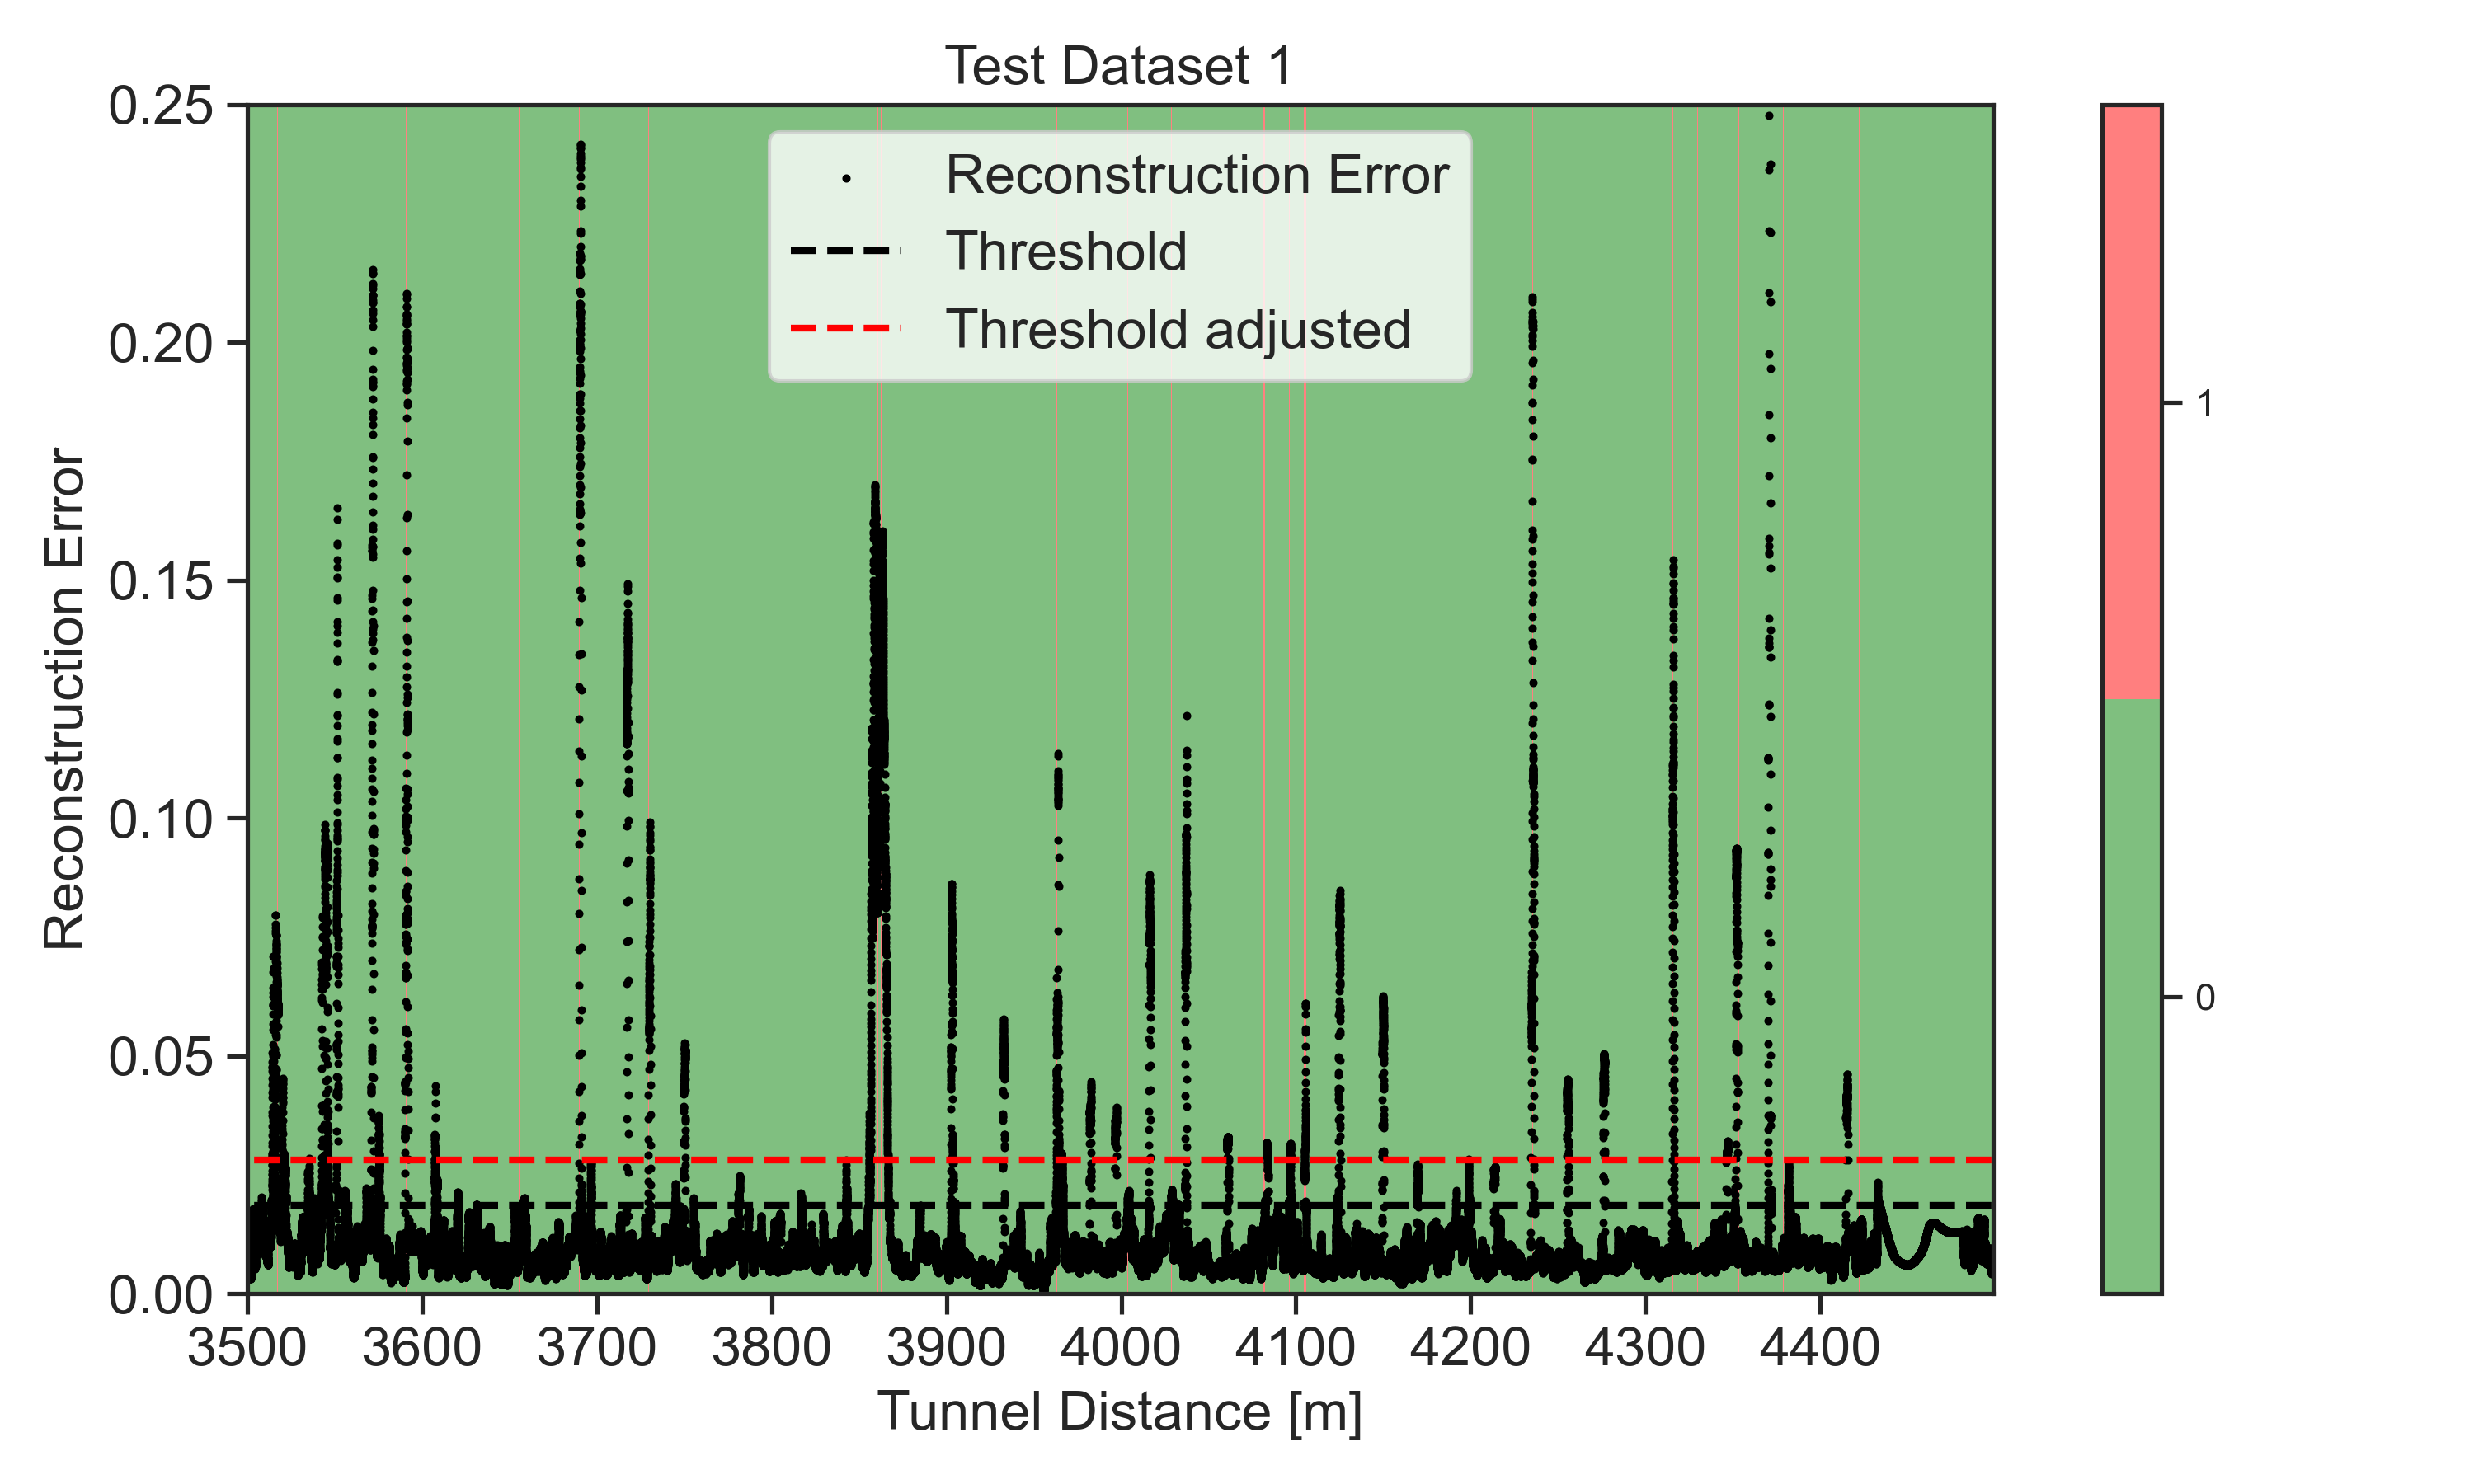 Test Dataset 1
Reconstruction Error
Threshold
Threshold adjusted
Reconstruction Error
0.25
0.20
0.15
0.10
0.05
0.00
3500 3600 3700 3800 3900 4000 4100 4200 4300 4400
Tunnel Distance [m]
1
0